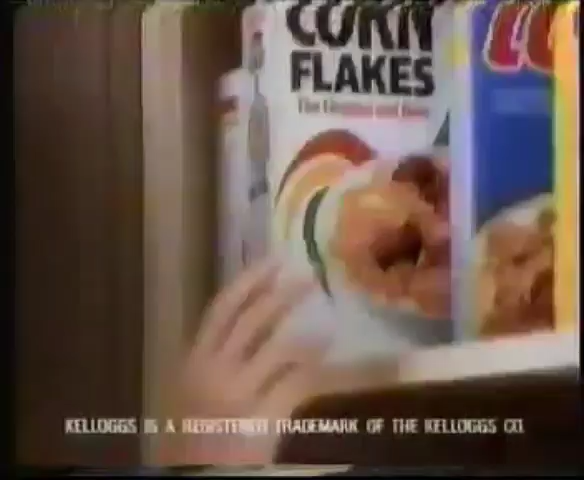 CORN
FLAKES
KELLOGGS IS A REGISTERED TRADEMARK OF THE KELLOGGS CO.